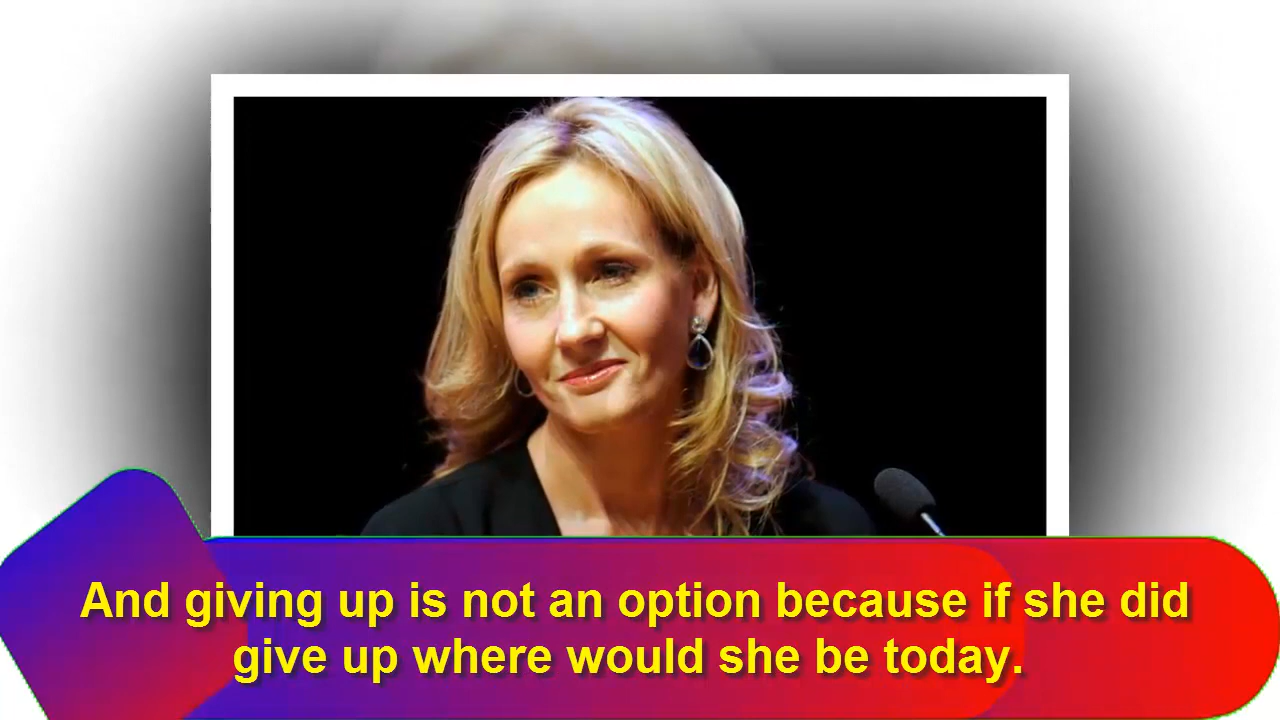 And giving up is not an option because if she did
give up where would she be today.